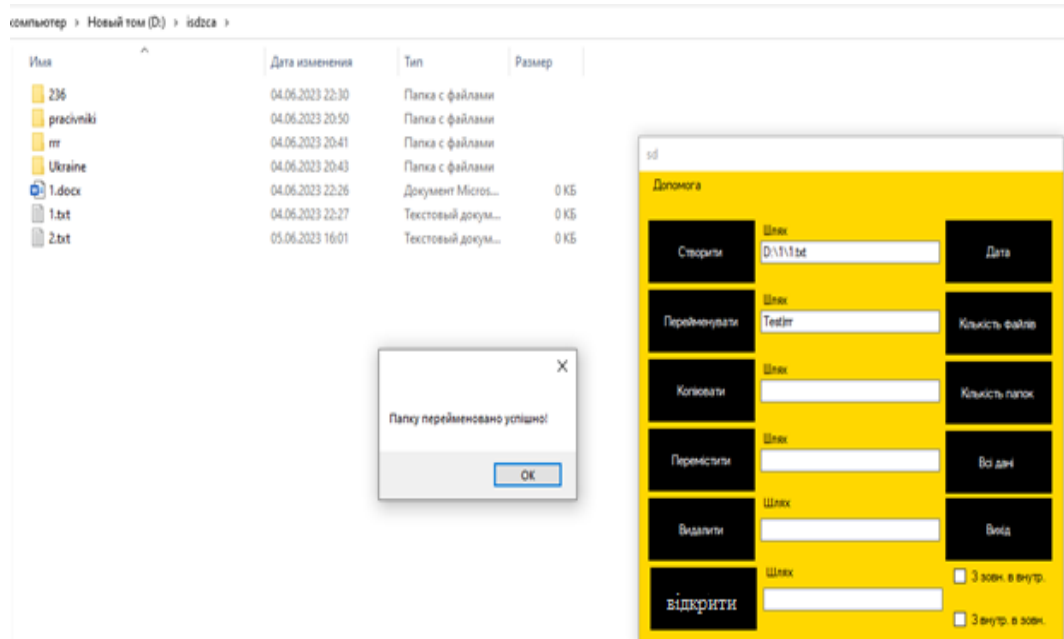 компьютер > Новый том (D:) > isdzca >
Имя Дата изменения Тип Размер
236 04.06.2023 22:30 Папка с файлами
pracivniki 04.06.2023 20:50 Папка с файлами
rrr 04.06.2023 20:41 Папка с файлами
Ukraine 04.06.2023 20:43 Папка с файлами
1.docx 04.06.2023 22:26 Документ Micros... 0 КБ
1.txt 04.06.2023 22:27 Текстовый докум... 0 КБ
2.txt 05.06.2023 16:01 Текстовый докум... 0 КБ
Папку перейменовано успішно!
OK
sd
Допомога
Шлях
Створити D:\1\1.txt Дата
Шлях
Перейменувати Testirr Кількість файлів
Шлях
Копіювати Кількість папок
Шлях
Перемістити Всі дані
Шлях
Видалити Вихід
Шлях
З зовн. в внутр.
відкрити
З внутр. в зовн.